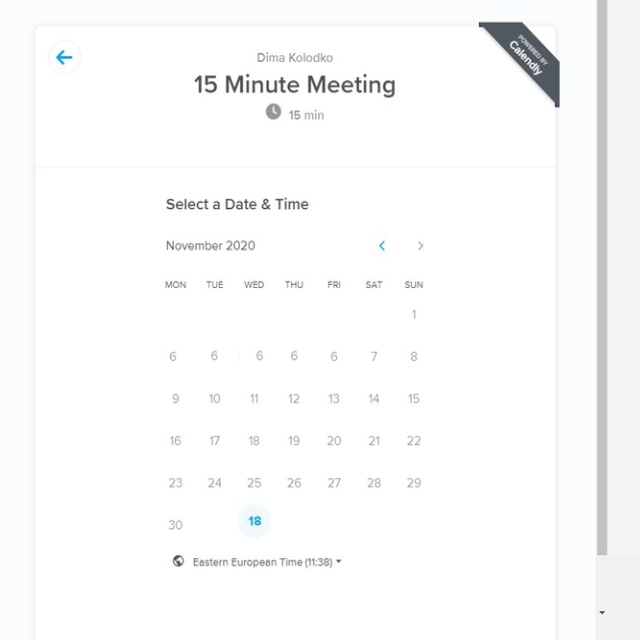 POWERED BY
Calendly
Dima Kolodko
15 Minute Meeting
15 min
Select a Date & Time
November 2020
MON TUE WED THU FRI SAT SUN
1
6 6 6 6 6 7 8
9 10 11 12 13 14 15
16 17 18 19 20 21 22
23 24 25 26 27 28 29
30 18
Eastern European Time (11:38)